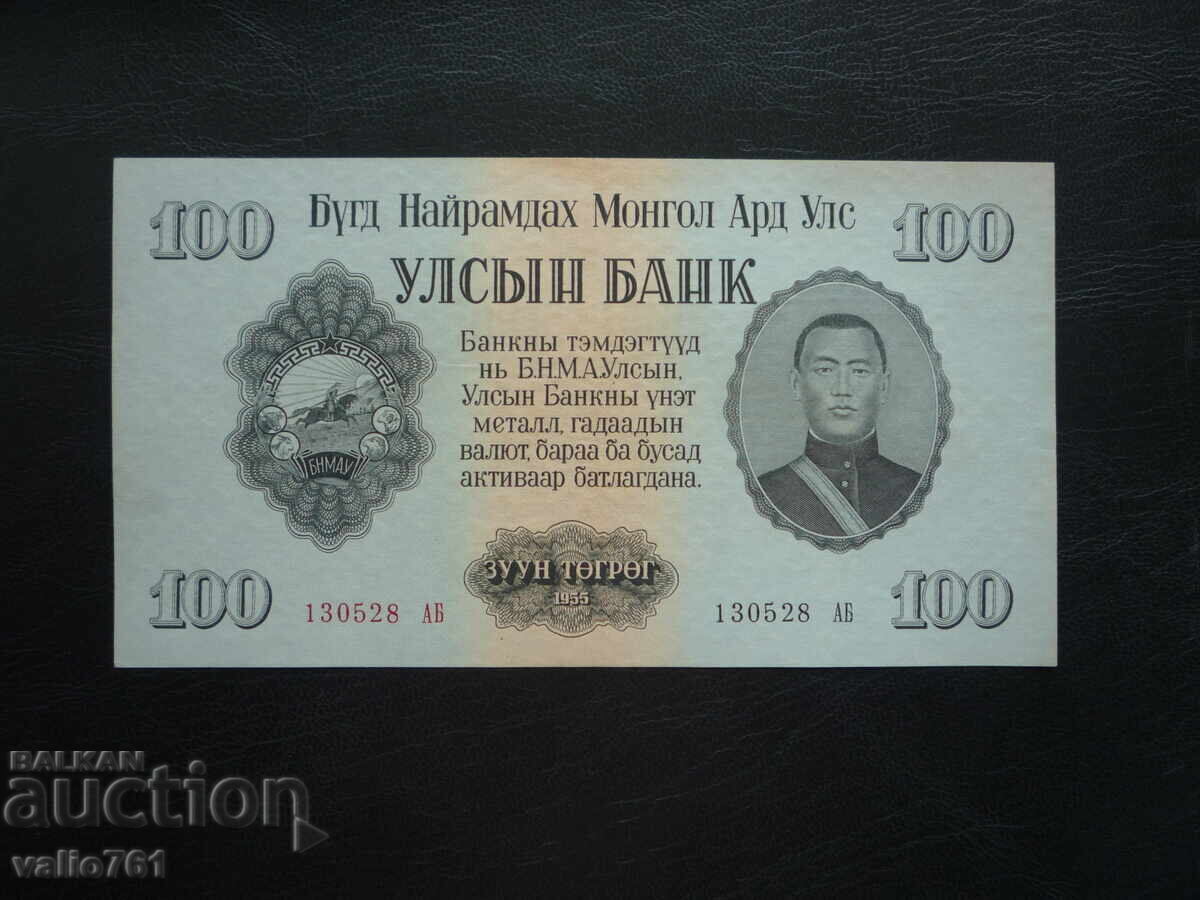 100 Бүгд Найрамдах Монгол Ард Улс 100
УЛСЫН БАНК
Банкны тэмдэгтүүд
нь Б.Н.М.А.Улсын,
Улсын Банкны үнэт
металл, гадаадын
валют, бараа ба бусад
активаар батлагдана.
БНМАУ
ЗУУН ТӨГРӨГ
1955
100 130528 АБ 130528 АБ 100
BALKAN
auction
valio761